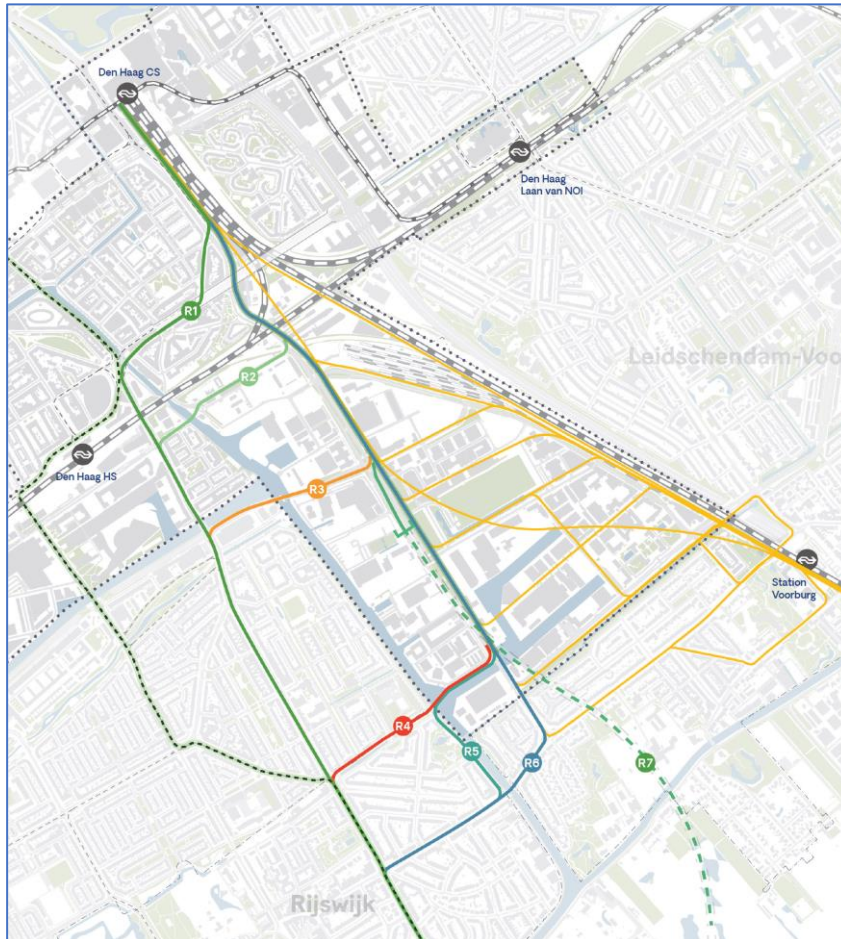 Den Haag CS
Den Haag
Laan van NOI
R1
Leidschendam-Voo
R2
Den Haag HS
R3
Station
Voorburg
R4
R5
R6
R7
Rijswijk